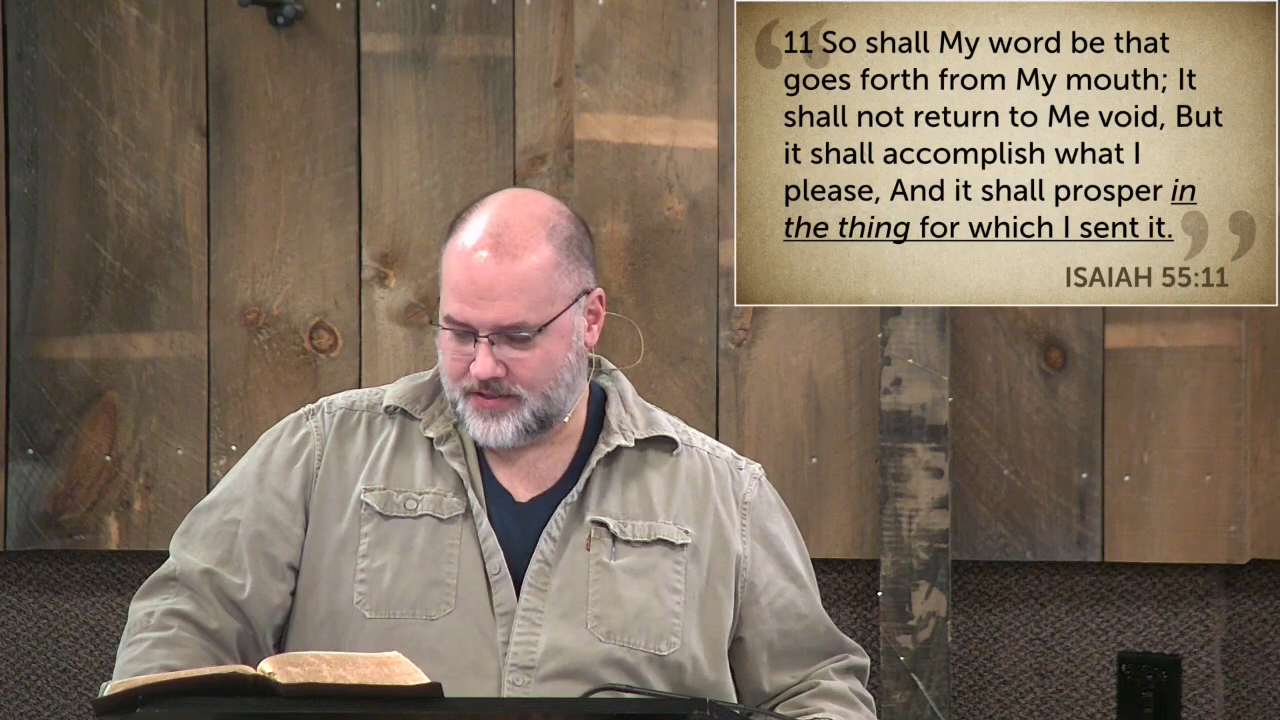 11 So shall My word be that
goes forth from My mouth; It
shall not return to Me void, But
it shall accomplish what I
please, And it shall prosper in
the thing for which I sent it.
ISAIAH 55:11